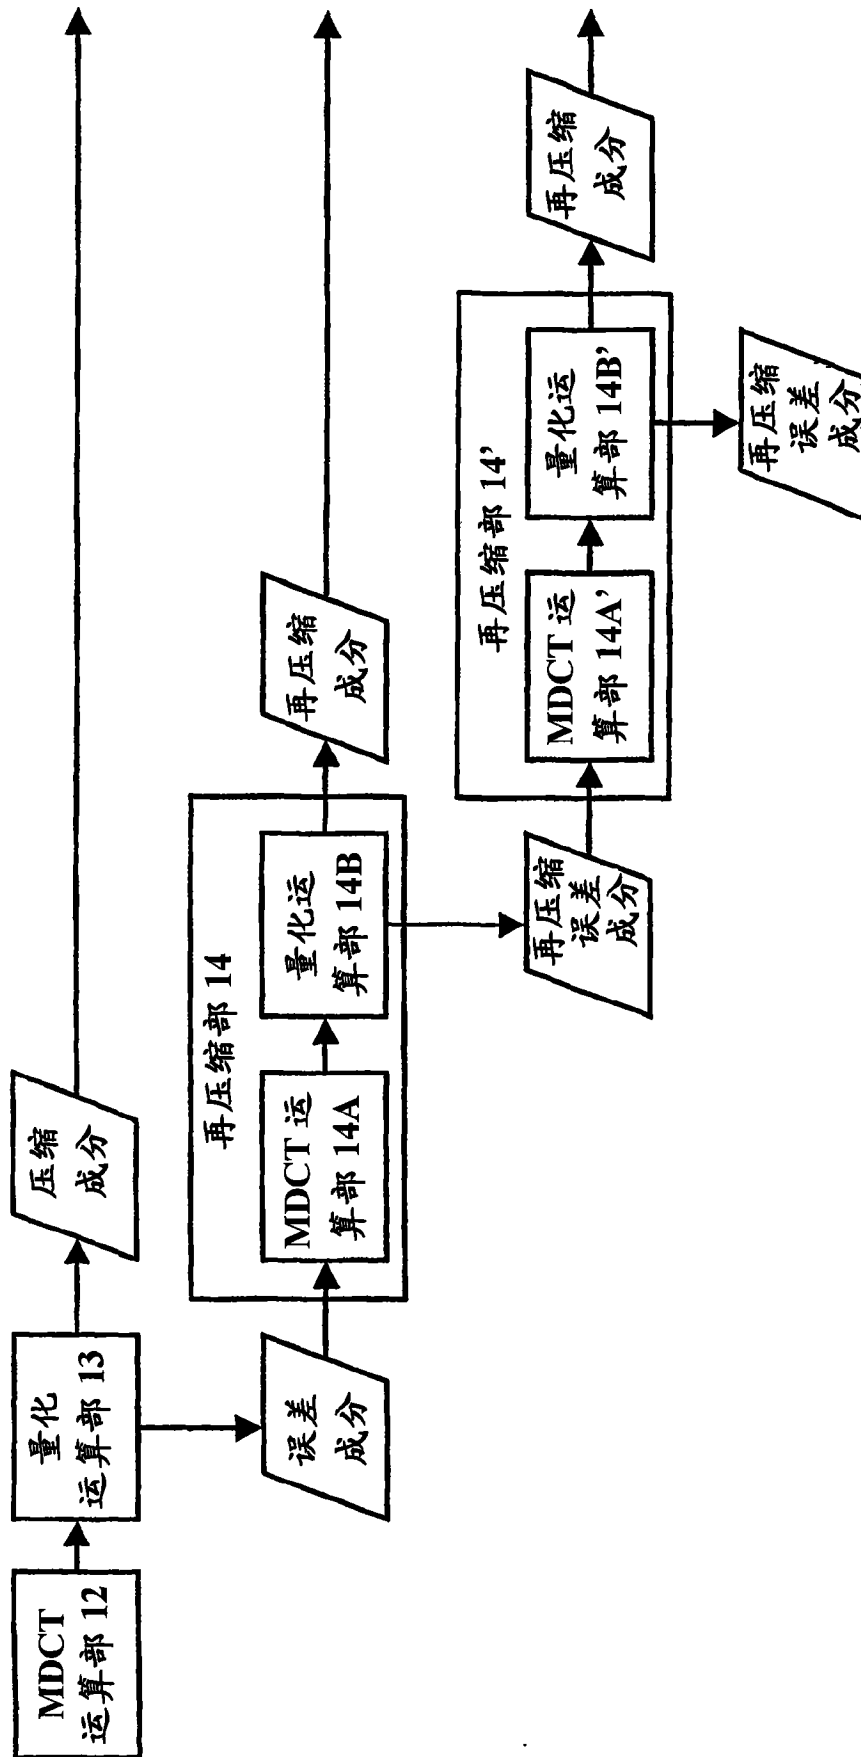 MDCT
运算部 12
量化
运算部 13
压缩
成分
误差
成分
再压缩部 14
MDCT 运
算部 14A
量化运
算部 14B
再压缩
成分
再压缩
误差
成分
再压缩部 14’
MDCT 运
算部 14A’
量化运
算部 14B’
再压缩
成分
再压缩
误差
成分